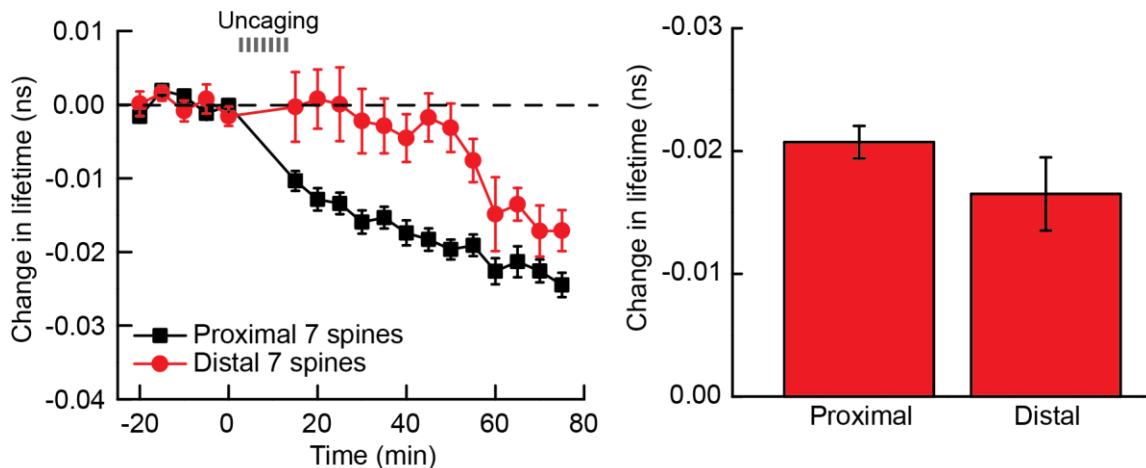 Uncaging
Change in lifetime (ns)
0.01
0.00
-0.01
-0.02
-0.03
-0.04
Proximal 7 spines
Distal 7 spines
-20 0 20 40 60 80
Time (min)
Change in lifetime (ns)
-0.03
-0.02
-0.01
0.00
Proximal Distal